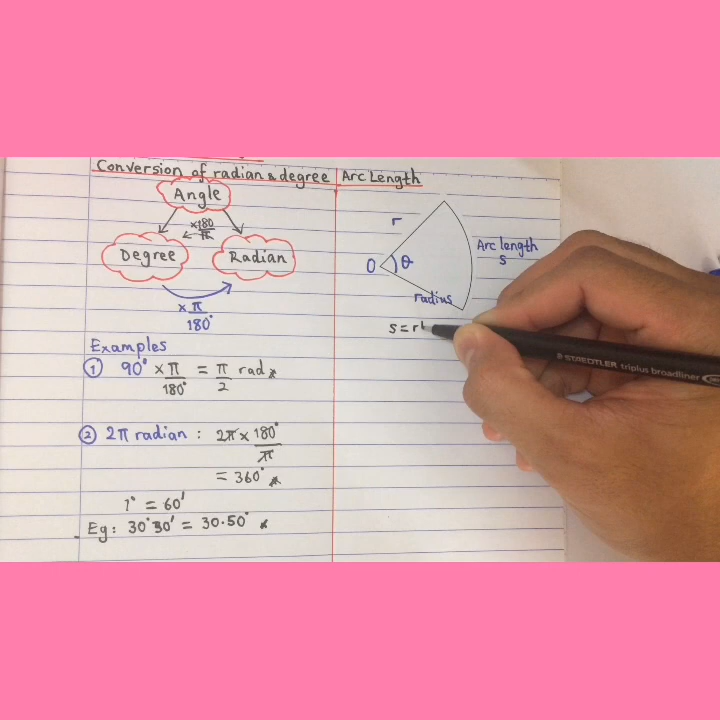 Conversion of radian & degree
Angle
×180
π
Degree
Radian
× π
180°
Examples
① 90° × π = π rad
180° 2
② 2π radian : 2π × 180°
π
= 360°
1° = 60'
Eg: 30°30' = 30.50°
Arc Length
r
Arc length
s
O θ
radius
s = r
STAEDTLER triplus broadliner